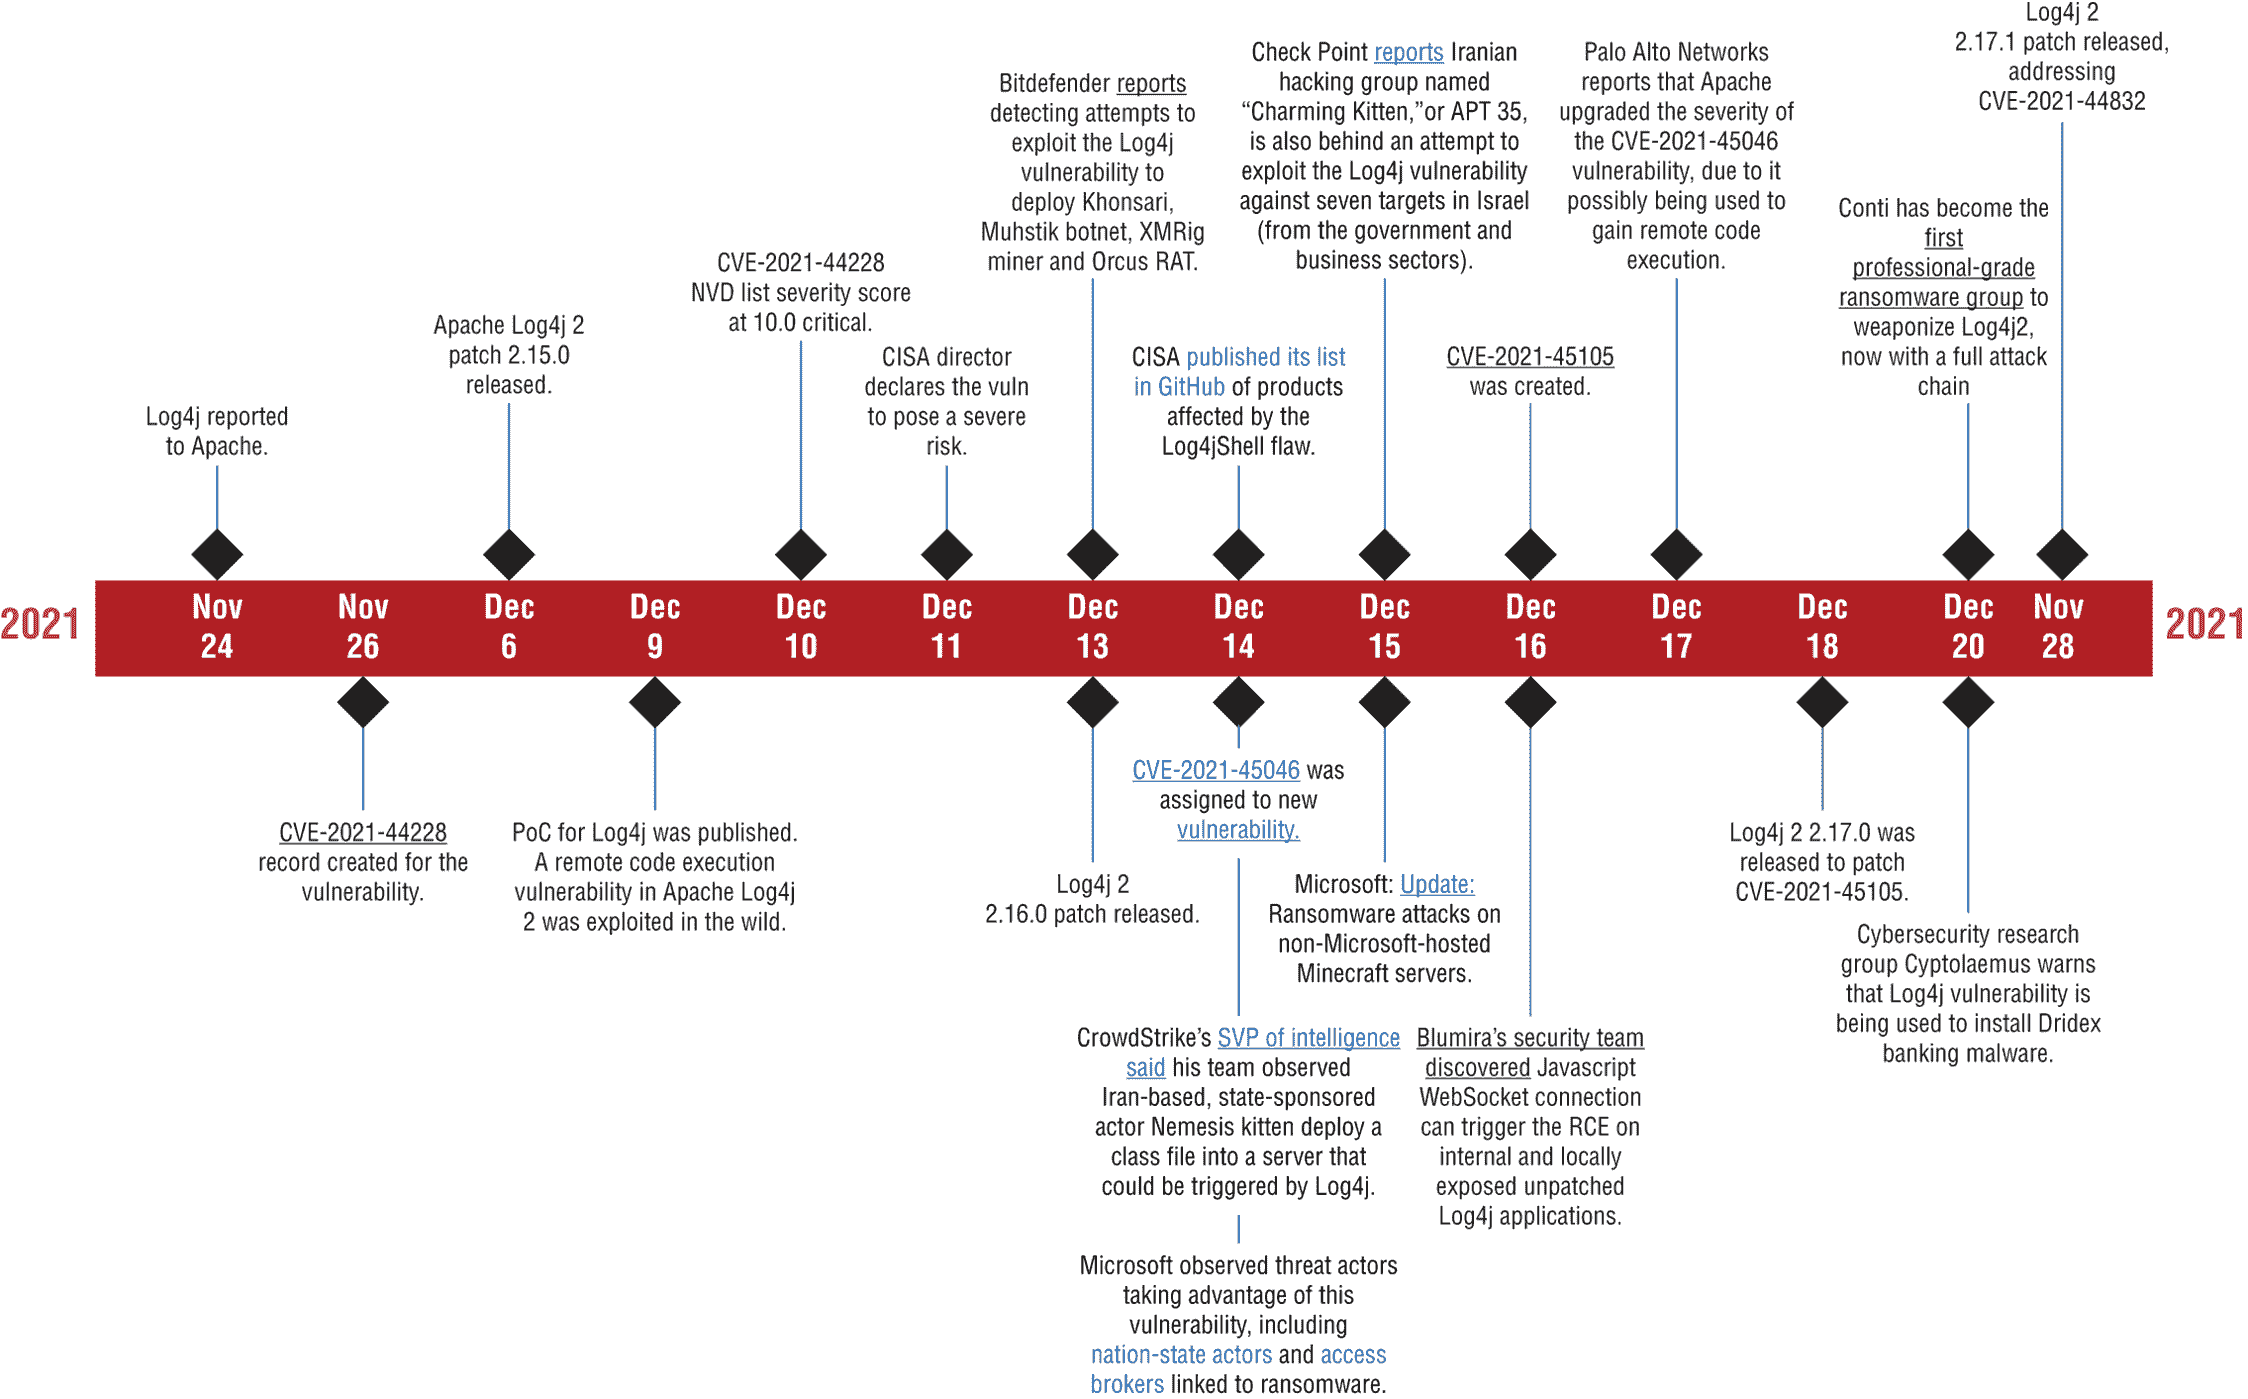 Log4j reported
to Apache.
Apache Log4j 2
patch 2.15.0
released.
CVE-2021-44228
NVD list severity score
at 10.0 critical.
CISA director
declares the vuln
to pose a severe
risk.
Bitdefender reports
detecting attempts to
exploit the Log4j
vulnerability to
deploy Khonsari,
Muhstik botnet, XMRig
miner and Orcus RAT.
CISA published its list
in GitHub of products
affected by the
Log4jShell flaw.
Check Point reports Iranian
hacking group named
“Charming Kitten,”or APT 35,
is also behind an attempt to
exploit the Log4j vulnerability
against seven targets in Israel
(from the government and
business sectors).
CVE-2021-45105
was created.
Palo Alto Networks
reports that Apache
upgraded the severity of
the CVE-2021-45046
vulnerability, due to it
possibly being used to
gain remote code
execution.
Conti has become the
first
professional-grade
ransomware group to
weaponize Log4j2,
now with a full attack
chain
Log4j 2
2.17.1 patch released,
addressing
CVE-2021-44832
2021
Nov
24
Nov
26
Dec
6
Dec
9
Dec
10
Dec
11
Dec
13
Dec
14
Dec
15
Dec
16
Dec
17
Dec
18
Dec
20
Nov
28
2021
CVE-2021-44228
record created for the
vulnerability.
PoC for Log4j was published.
A remote code execution
vulnerability in Apache Log4j
2 was exploited in the wild.
Log4j 2
2.16.0 patch released.
CVE-2021-45046 was
assigned to new
vulnerability.
CrowdStrike’s SVP of intelligence
said his team observed
Iran-based, state-sponsored
actor Nemesis kitten deploy a
class file into a server that
could be triggered by Log4j.
Microsoft observed threat actors
taking advantage of this
vulnerability, including
nation-state actors and access
brokers linked to ransomware.
Microsoft: Update:
Ransomware attacks on
non-Microsoft-hosted
Minecraft servers.
Blumira’s security team
discovered Javascript
WebSocket connection
can trigger the RCE on
internal and locally
exposed unpatched
Log4j applications.
Log4j 2 2.17.0 was
released to patch
CVE-2021-45105.
Cybersecurity research
group Cyptolaemus warns
that Log4j vulnerability is
being used to install Dridex
banking malware.